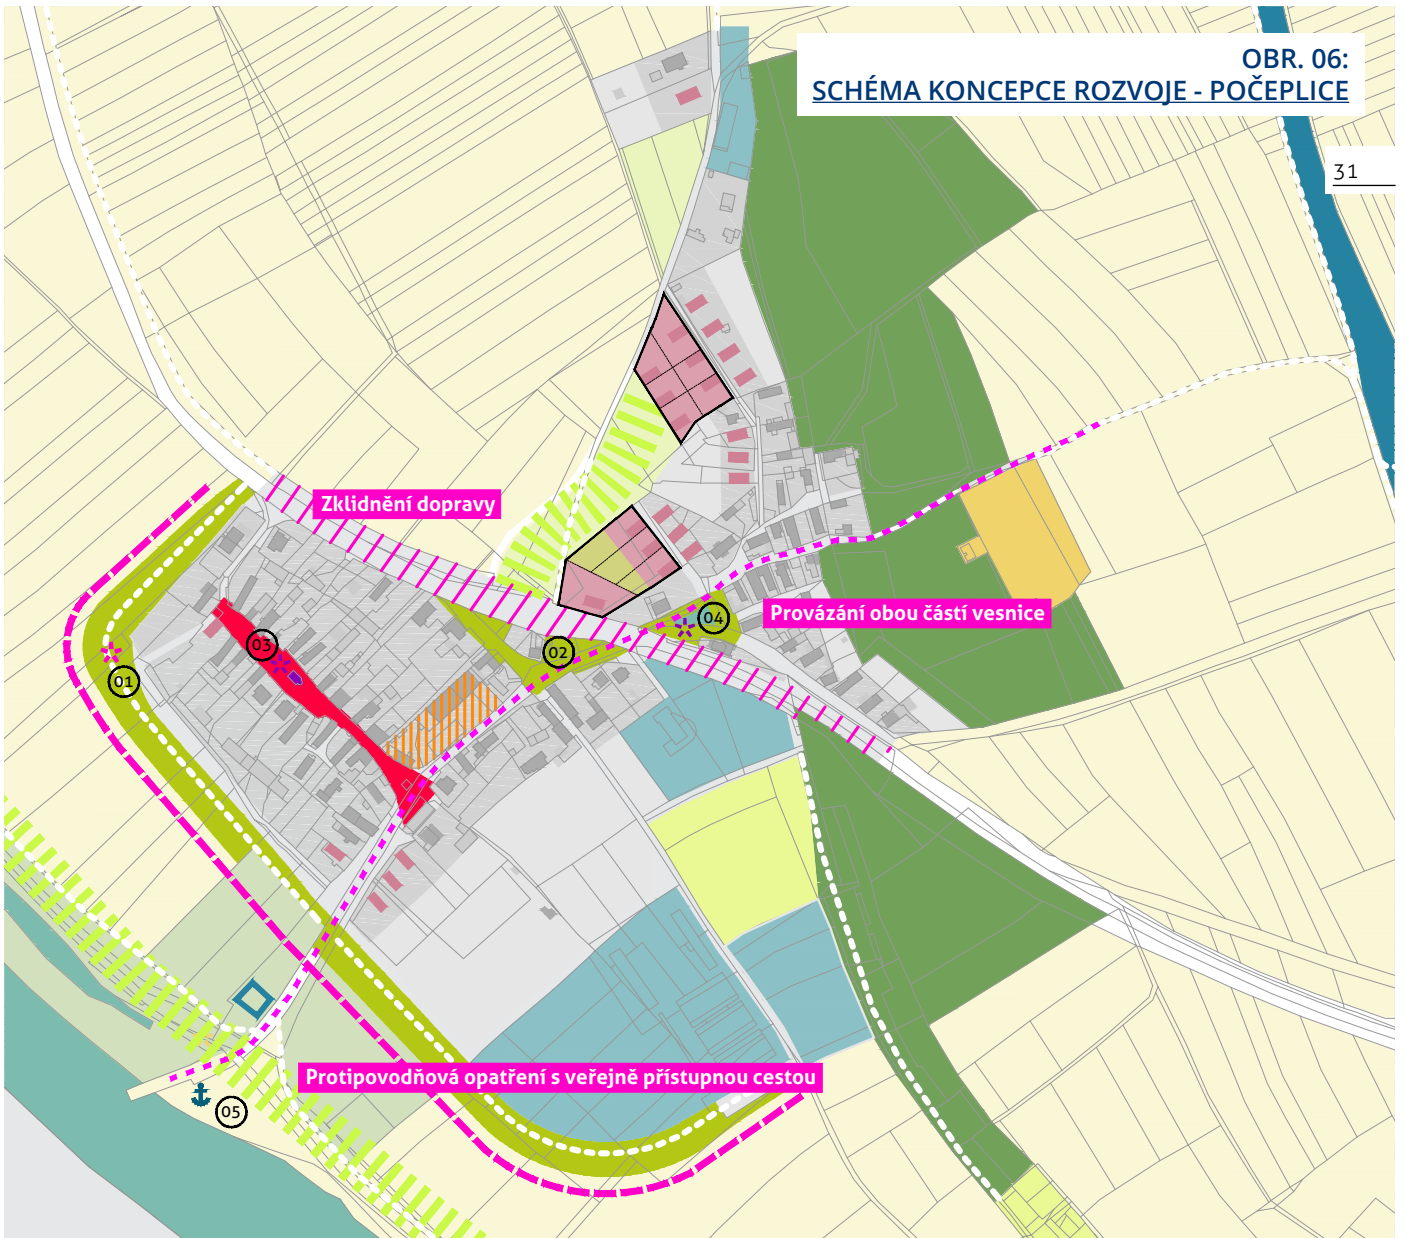 OBR. 06:
SCHÉMA KONCEPCE ROZVOJE - POČEPLICE
31
Zklidnění dopravy
Provázání obou částí vesnice
04
03
02
01
Protipovodňová opatření s veřejně přístupnou cestou
05